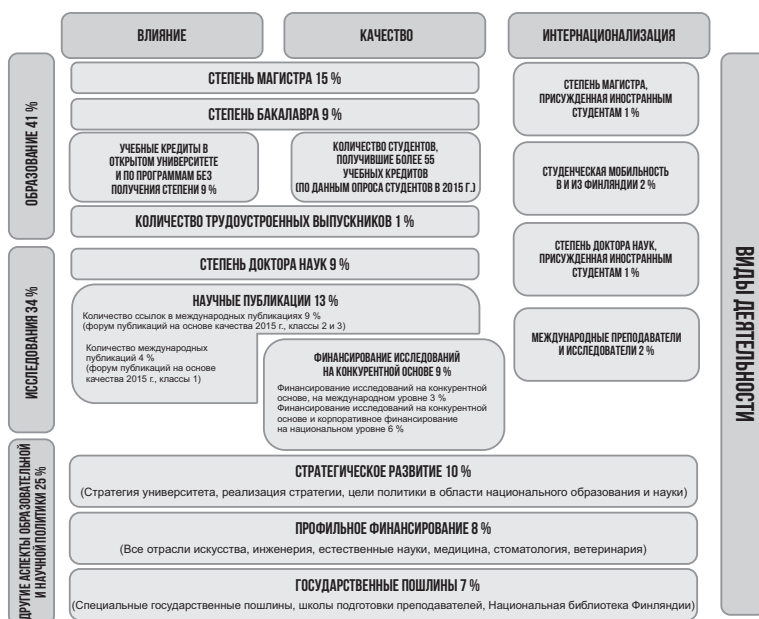 ВЛИЯНИЕ
КАЧЕСТВО
ИНТЕРНАЦИОНАЛИЗАЦИЯ
ОБРАЗОВАНИЕ 41 %
СТЕПЕНЬ МАГИСТРА 15 %
СТЕПЕНЬ БАКАЛАВРА 9 %
УЧЕБНЫЕ КРЕДИТЫ В
ОТКРЫТОМ УНИВЕРСИТЕТЕ
И ПО ПРОГРАММАМ БЕЗ
ПОЛУЧЕНИЯ СТЕПЕНИ 9 %
КОЛИЧЕСТВО СТУДЕНТОВ,
ПОЛУЧИВШИЕ БОЛЕЕ 55
УЧЕБНЫХ КРЕДИТОВ
(ПО ДАННЫМ ОПРОСА СТУДЕНТОВ В 2015 Г.)
КОЛИЧЕСТВО ТРУДОУСТРОЕННЫХ ВЫПУСКНИКОВ 1 %
СТЕПЕНЬ МАГИСТРА,
ПРИСУЖДЕННАЯ ИНОСТРАННЫМ
СТУДЕНТАМ 1 %
СТУДЕНЧЕСКАЯ МОБИЛЬНОСТЬ
В И ИЗ ФИНЛЯНДИИ 2 %
ИССЛЕДОВАНИЯ 34 %
СТЕПЕНЬ ДОКТОРА НАУК 9 %
НАУЧНЫЕ ПУБЛИКАЦИИ 13 %
Количество ссылок в международных публикациях 9 %
(форум публикаций на основе качества 2015 г., классы 2 и 3)
Количество международных
публикаций 4 %
(форум публикаций на основе
качества 2015 г., классы 1)
ФИНАНСИРОВАНИЕ ИССЛЕДОВАНИЙ
НА КОНКУРЕНТНОЙ ОСНОВЕ 9 %
Финансирование исследований на конкурентной
основе, на международном уровне 3 %
Финансирование исследований на конкурентной
основе и корпоративное финансирование
на национальном уровне 6 %
СТЕПЕНЬ ДОКТОРА НАУК,
ПРИСУЖДЕННАЯ ИНОСТРАННЫМ
СТУДЕНТАМ 1 %
МЕЖДУНАРОДНЫЕ ПРЕПОДАВАТЕЛИ
И ИССЛЕДОВАТЕЛИ 2 %
ДРУГИЕ АСПЕКТЫ ОБРАЗОВАТЕЛЬНОЙ
И НАУЧНОЙ ПОЛИТИКИ 25 %
СТРАТЕГИЧЕСКОЕ РАЗВИТИЕ 10 %
(Стратегия университета, реализация стратегии, цели политики в области национального образования и науки)
ПРОФИЛЬНОЕ ФИНАНСИРОВАНИЕ 8 %
(Все отрасли искусства, инженерия, естественные науки, медицина, стоматология, ветеринария)
ГОСУДАРСТВЕННЫЕ ПОШЛИНЫ 7 %
(Специальные государственные пошлины, школы подготовки преподавателей, Национальная библиотека Финляндии)
ВИДЫ ДЕЯТЕЛЬНОСТИ